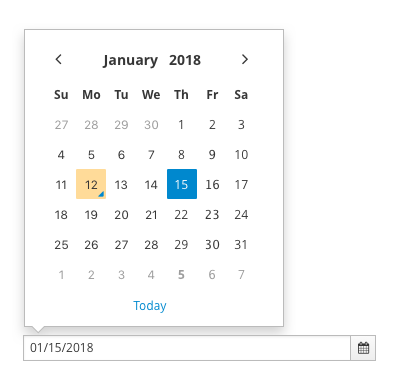 January 2018
Su Mo Tu We Th Fr Sa
27 28 29 30 1 2 3
4 5 6 7 8 9 10
11 12 13 14 15 16 17
18 19 20 21 22 23 24
25 26 27 28 29 30 31
1 2 3 4 5 6 7
Today
01/15/2018